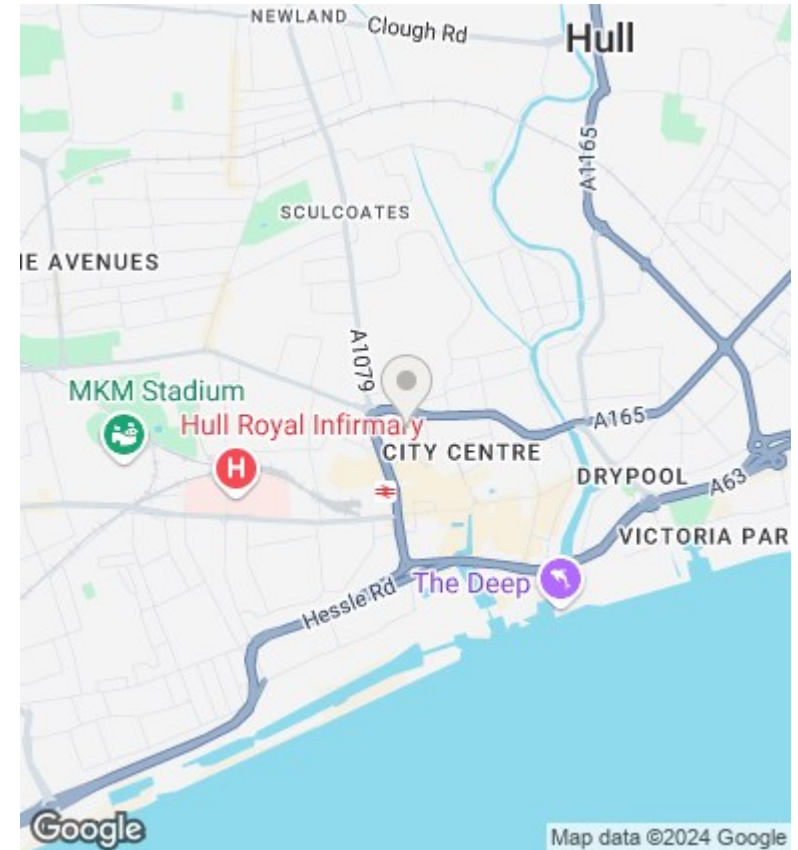 NEWLAND
Clough Rd
Hull
A1165
SCULCOATES
IE AVENUES
A1079
MKM Stadium
Hull Royal Infirmary
H
A165
CITY CENTRE
DRYPOOL
A63
VICTORIA PAR
The Deep
Hessle Rd
Google
Map data ©2024 Google